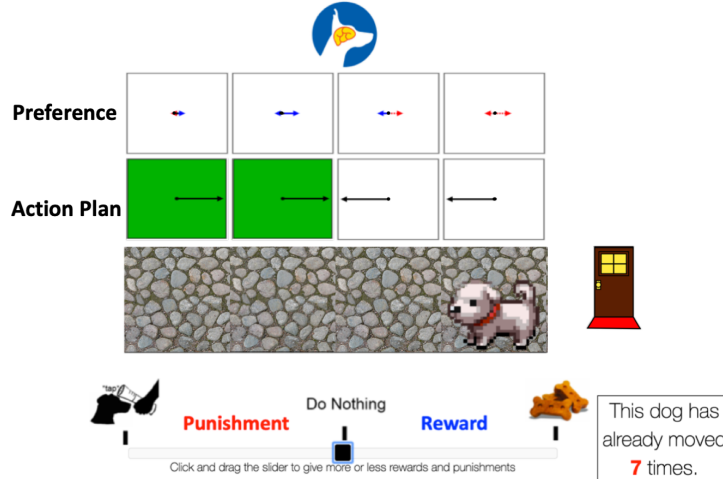 Preference
Action Plan
"tap"
Do Nothing
Punishment
Reward
Click and drag the slider to give more or less rewards and punishments
This dog has
already moved
7 times.